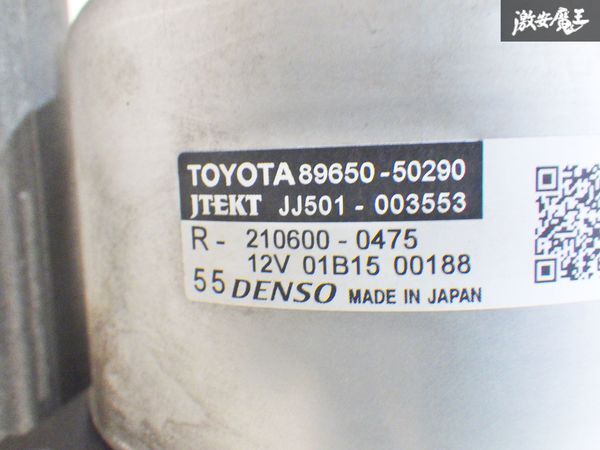 激安魔王
TOYOTA 89650-50290
JTEKT JJ501-003553
R- 210600-0475
12V 01B15 00188
55 DENSO MADE IN JAPAN